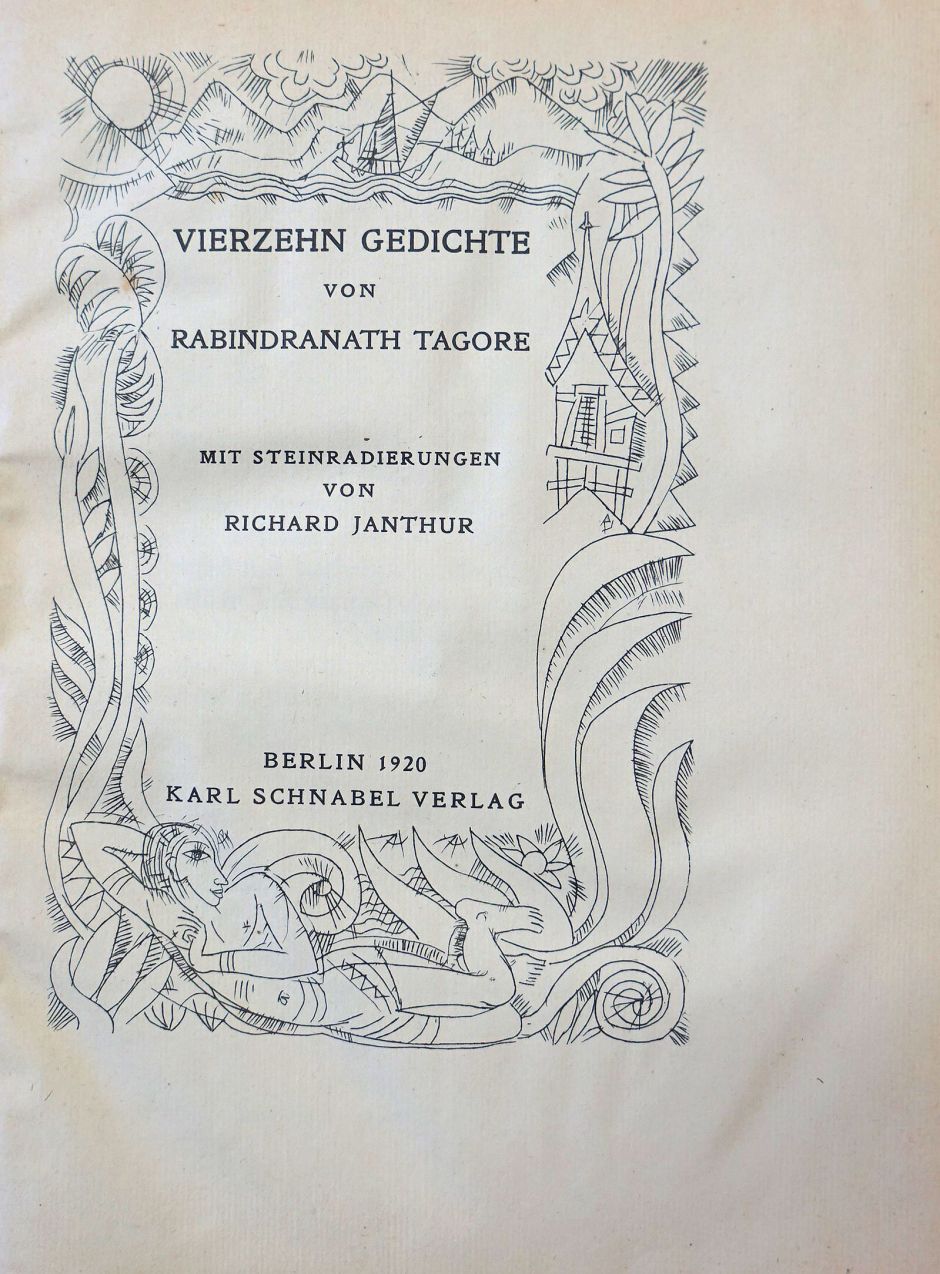 VIERZEHN GEDICHTE
VON
RABINDRANATH TAGORE
MIT STEINRADIERUNGEN
VON
RICHARD JANTHUR
BERLIN 1920
KARL SCHNABEL VERLAG